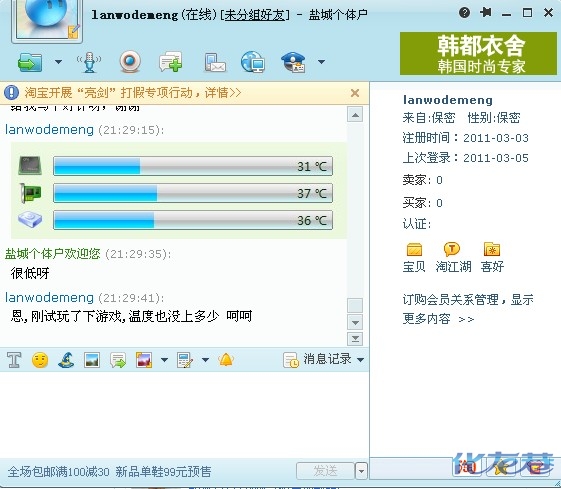 lanwodemeng(在线)[未分组好友] - 盐城个体户
韩都衣舍
韩国时尚专家
淘宝开展“亮剑”打假专项行动，详情>>
lanwodemeng (21:29:15):
31 ℃
37 ℃
36 ℃
盐城个体户欢迎您 (21:29:35):
很低呀
lanwodemeng (21:29:41):
恩,刚试玩了下游戏,温度也没上多少 呵呵
消息记录
全场包邮满100减30 新品单鞋99元预售
发送
lanwodemeng
来自:保密 性别:保密
注册时间：2011-03-03
上次登录：2011-03-05
卖家: 0
买家: 0
认证:
宝贝 淘江湖 喜好
订购会员关系管理，显示
更多内容 >>
淘